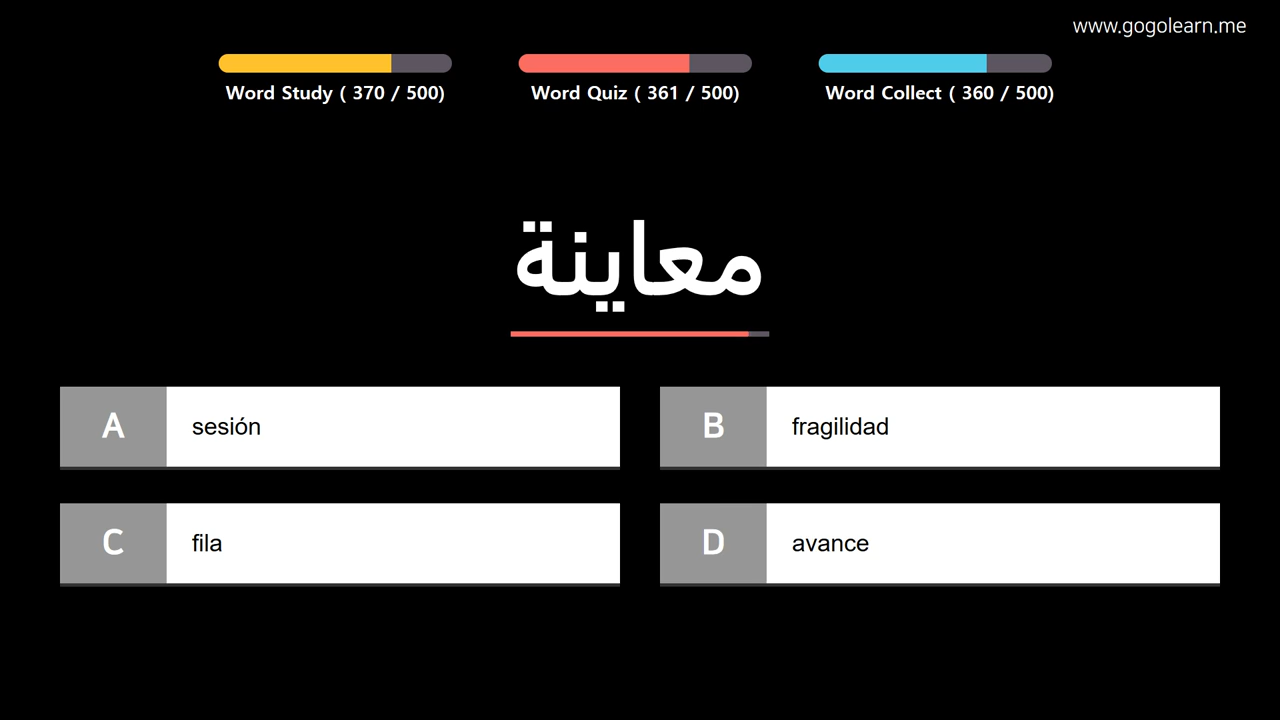 www.gogolearn.me
Word Study ( 370 / 500)
Word Quiz ( 361 / 500)
Word Collect ( 360 / 500)
معاينة
A sesión
B fragilidad
C fila
D avance